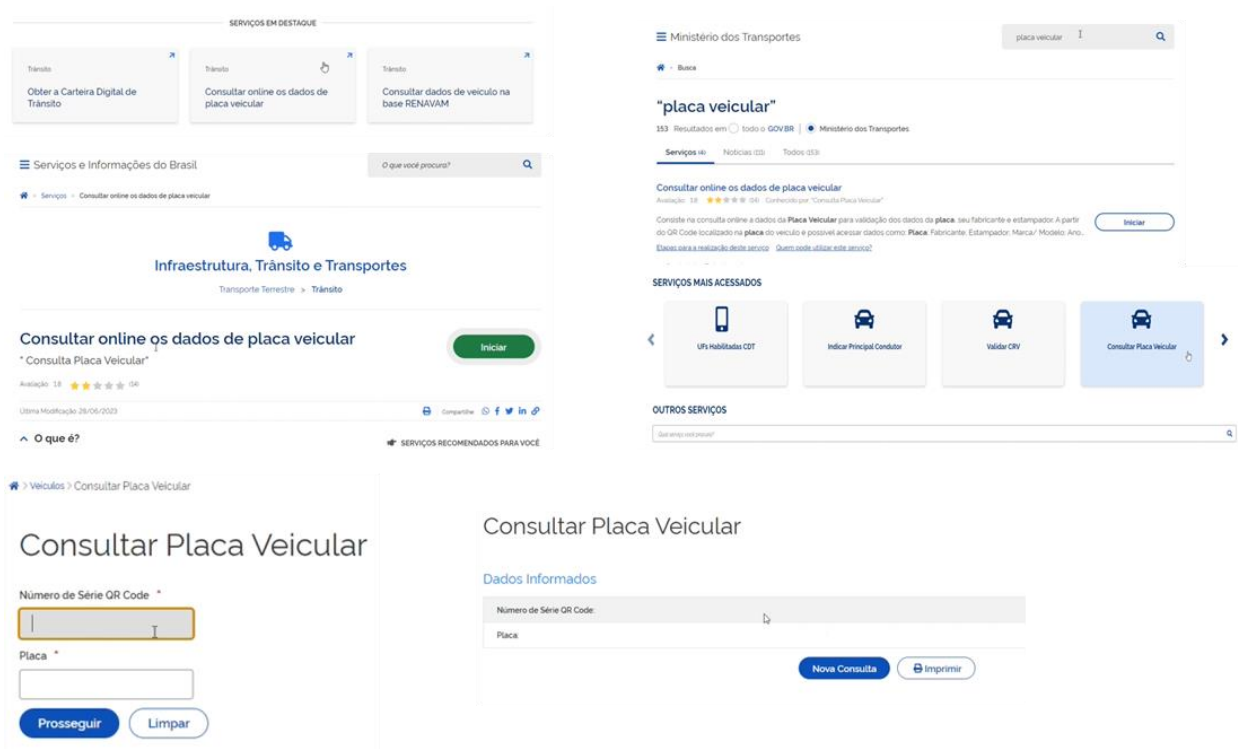 SERVIÇOS EM DESTAQUE
Trânsito
Obter a Carteira Digital de
Trânsito
Trânsito
Consultar online os dados de
placa veicular
Trânsito
Consultar dados de veículo na
base RENAVAM
Serviços e Informações do Brasil
O que você procura?
Serviços > Consultar online os dados de placa veicular
Infraestrutura, Trânsito e Transportes
Transporte Terrestre > Trânsito
Consultar online os dados de placa veicular
Iniciar
" Consulta Placa Veicular"
Avaliação: 1.8 (14)
Última Modificação 28/06/2023
Compartilhe
O que é?
SERVIÇOS RECOMENDADOS PARA VOCÊ
Ministério dos Transportes
placa veicular
> Busca
"placa veicular"
153 Resultados em todo o GOV.BR | Ministério dos Transportes
Serviços (4) Notícias Todos (153)
Consultar online os dados de placa veicular
Avaliação: 1.8 (14) Conhecido por: "Consulta Placa Veicular"
Consiste na consulta online a dados da Placa Veicular para validação dos dados da placa, seu fabricante e estampador. A partir
do QR Code localizado na placa do veículo é possível acessar dados como: Placa; Fabricante; Estampador; Marca/ Modelo; Ano...
Iniciar
Etapas para a realização deste serviço Quem pode utilizar este serviço?
SERVIÇOS MAIS ACESSADOS
UFs Habilitadas CDT
Indicar Principal Condutor
Validar CRV
Consultar Placa Veicular
OUTROS SERVIÇOS
Que serviço você procura?
> Veículos > Consultar Placa Veicular
Consultar Placa Veicular
Número de Série QR Code *
Placa *
Prosseguir
Limpar
Consultar Placa Veicular
Dados Informados
Número de Série QR Code:
Placa:
Nova Consulta
Imprimir